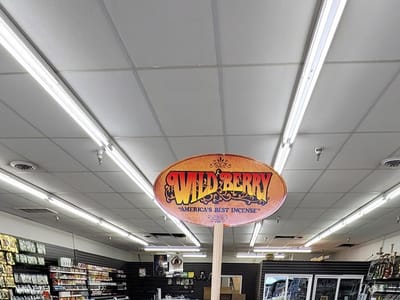 WILD BERRY
"AMERICA'S BEST INCENSE"